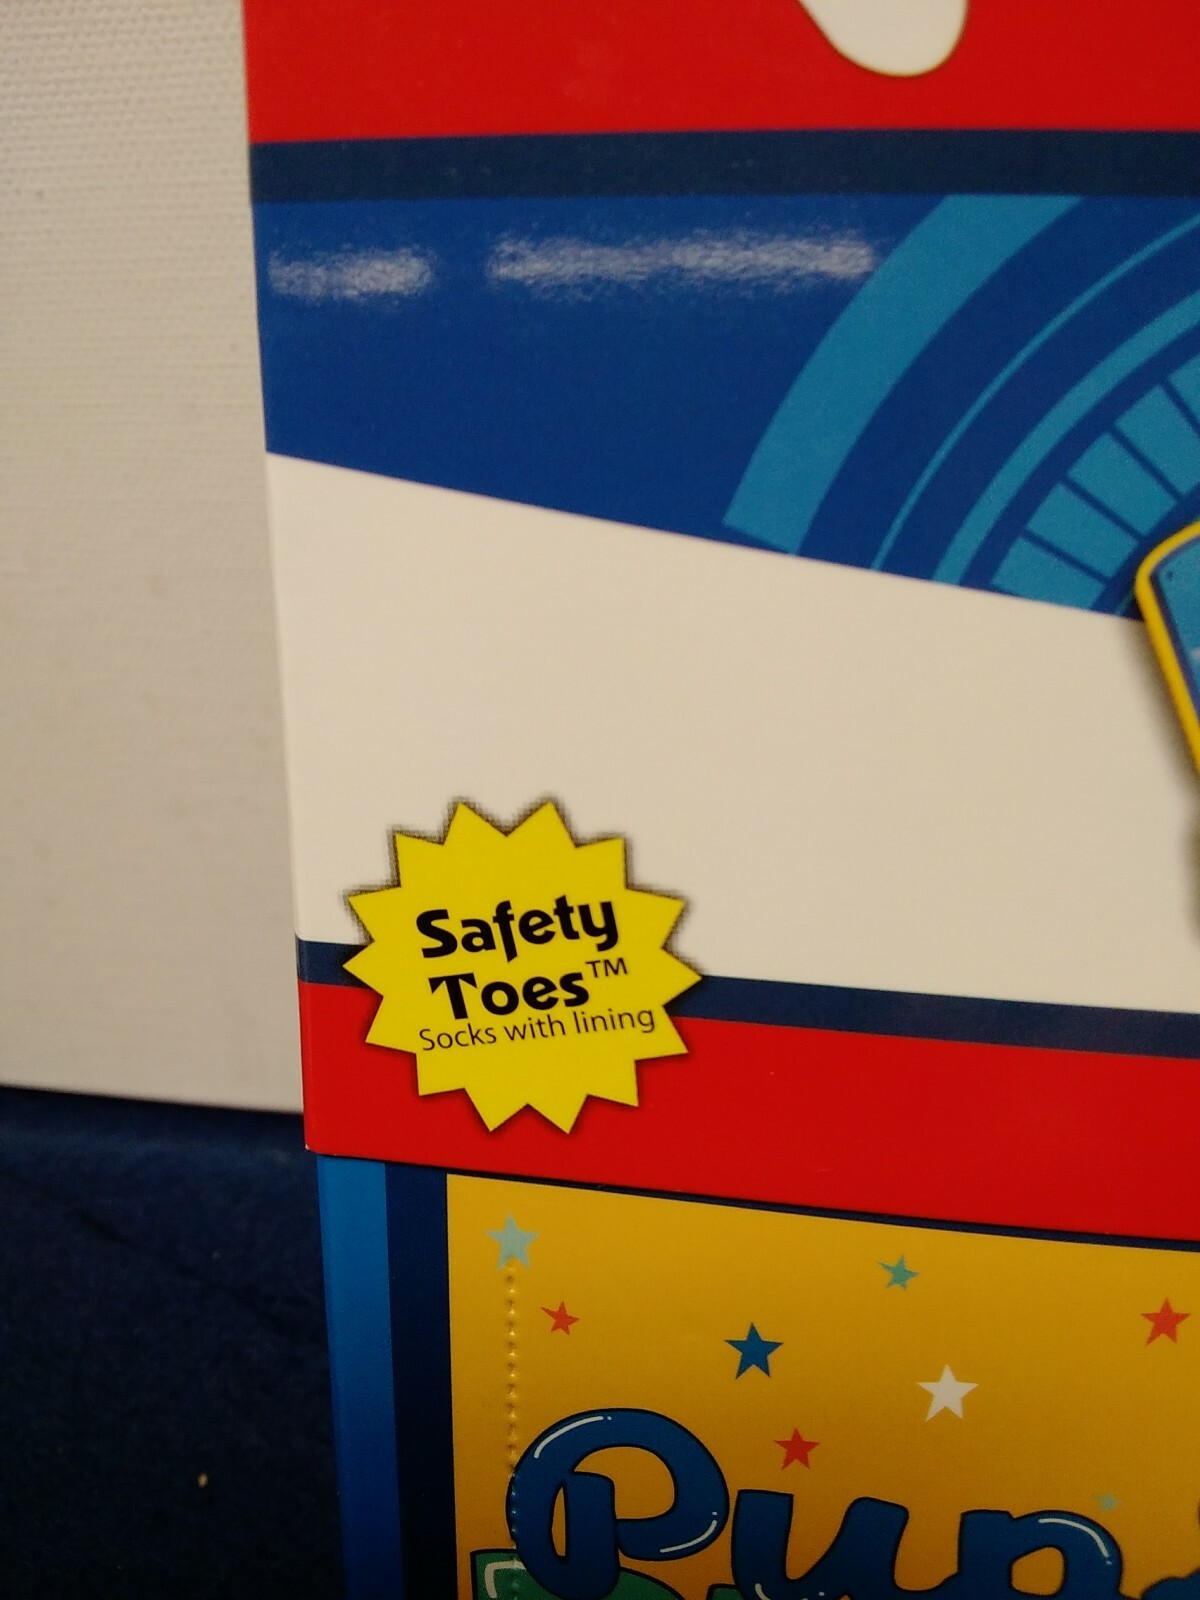 Safety
Toes™
Socks with lining